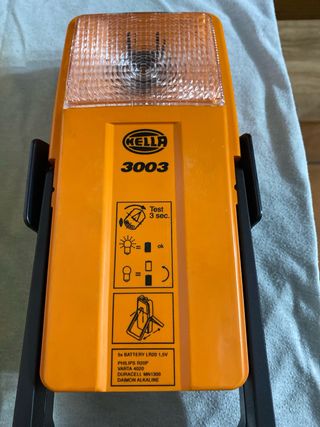 HELLA
3003
Test
3 sec.
= ok
=
5x BATTERY LR20 1,5V
PHILIPS R20P
VARTA 4020
DURACELL MN1300
DAIMON ALKALINE